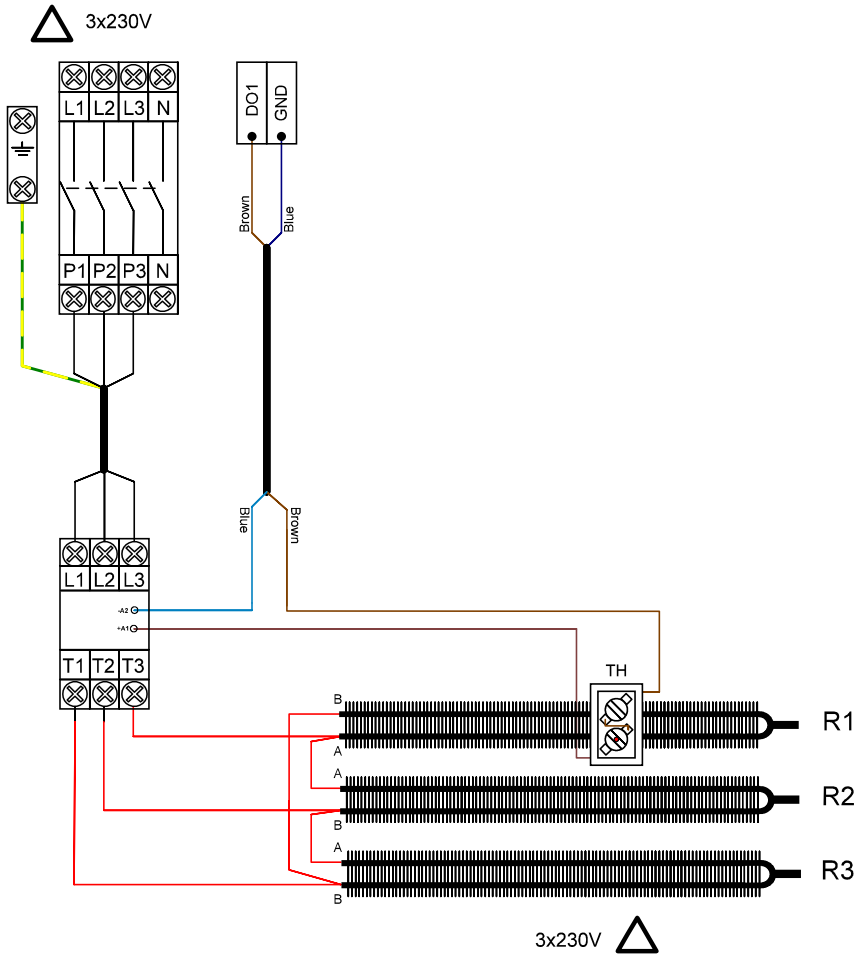 3x230V
L1 L2 L3 N
DO1
GND
Brown
Blue
P1 P2 P3 N
Blue
Brown
L1 L2 L3
-A2
+A1
T1 T2 T3
TH
B
R1
A
A
R2
B
A
R3
B
3x230V